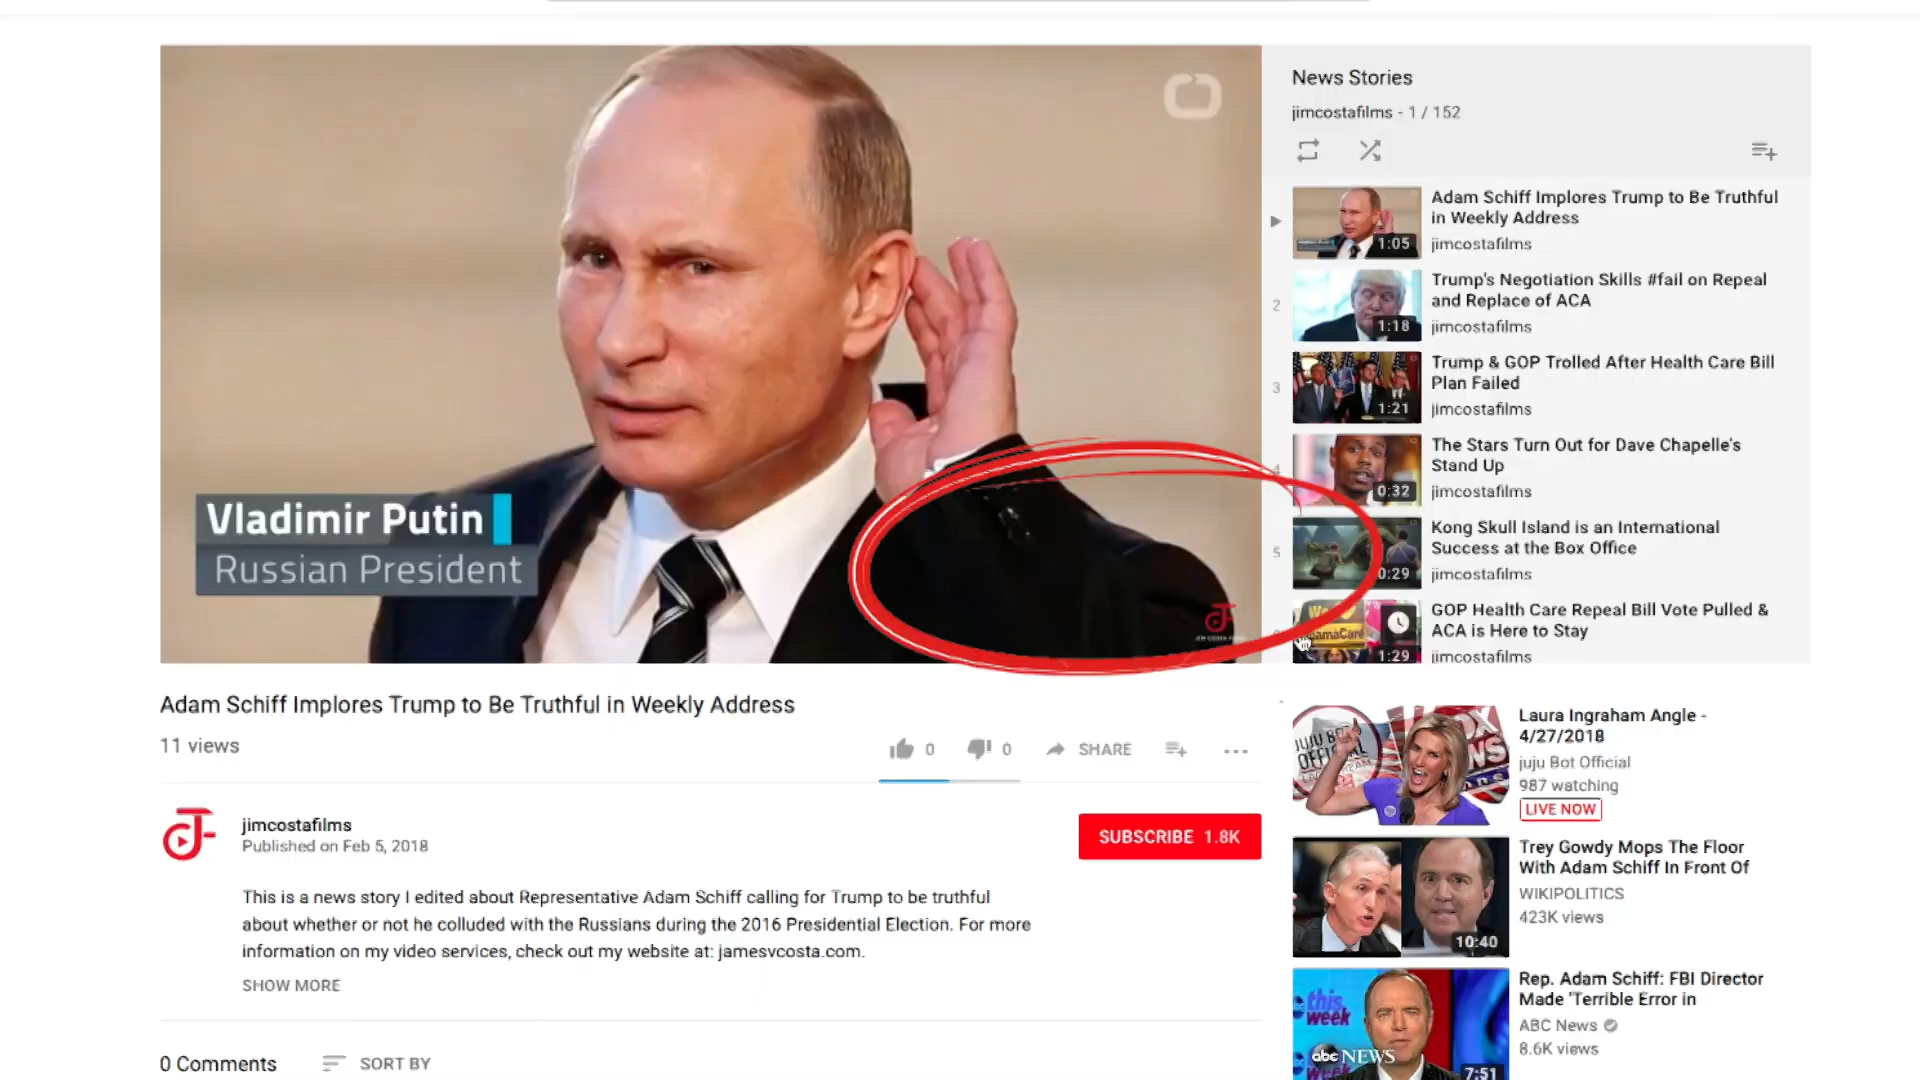 Vladimir Putin
Russian President
Adam Schiff Implores Trump to Be Truthful in Weekly Address
11 views
0
0
SHARE
jimcostafilms
Published on Feb 5, 2018
SUBSCRIBE 1.8K
This is a news story I edited about Representative Adam Schiff calling for Trump to be truthful
about whether or not he colluded with the Russians during the 2016 Presidential Election. For more
information on my video services, check out my website at: jamesvcosta.com.
SHOW MORE
0 Comments
SORT BY
News Stories
jimcostafilms - 1 / 152
Adam Schiff Implores Trump to Be Truthful
in Weekly Address
jimcostafilms
1:05
2
Trump's Negotiation Skills #fail on Repeal
and Replace of ACA
jimcostafilms
1:18
3
Trump & GOP Trolled After Health Care Bill
Plan Failed
jimcostafilms
1:21
4
The Stars Turn Out for Dave Chapelle's
Stand Up
jimcostafilms
0:32
5
Kong Skull Island is an International
Success at the Box Office
jimcostafilms
0:29
GOP Health Care Repeal Bill Vote Pulled &
ACA is Here to Stay
jimcostafilms
1:29
Laura Ingraham Angle -
4/27/2018
juju Bot Official
987 watching
LIVE NOW
Trey Gowdy Mops The Floor
With Adam Schiff In Front Of
WIKIPOLITICS
423K views
10:40
Rep. Adam Schiff: FBI Director
Made 'Terrible Error in
ABC News
8.6K views
this
week
abc NEWS
7:51